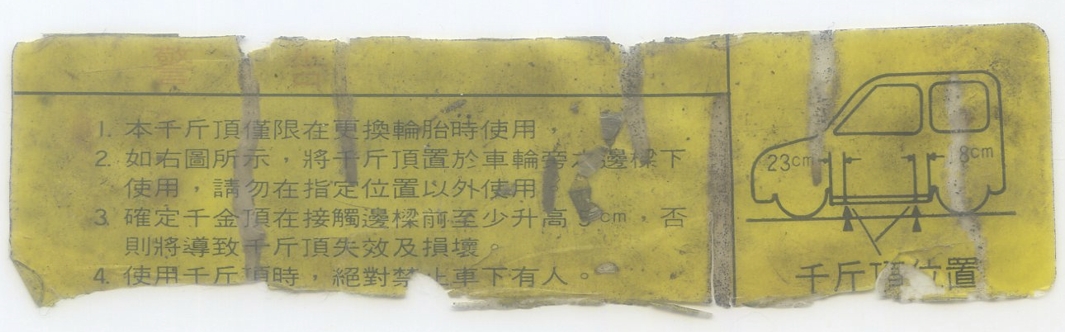 1. 本千斤頂僅限在更換輪胎時使用，
2. 如右圖所示，將千斤頂置於車輪旁之邊樑下
使用，請勿在指定位置以外使用。
3. 確定千金頂在接觸邊樑前至少升高 cm，否
則將導致千斤頂失效及損壞。
4. 使用千斤頂時，絕對禁止車下有人。
23cm 8cm
千斤頂位置